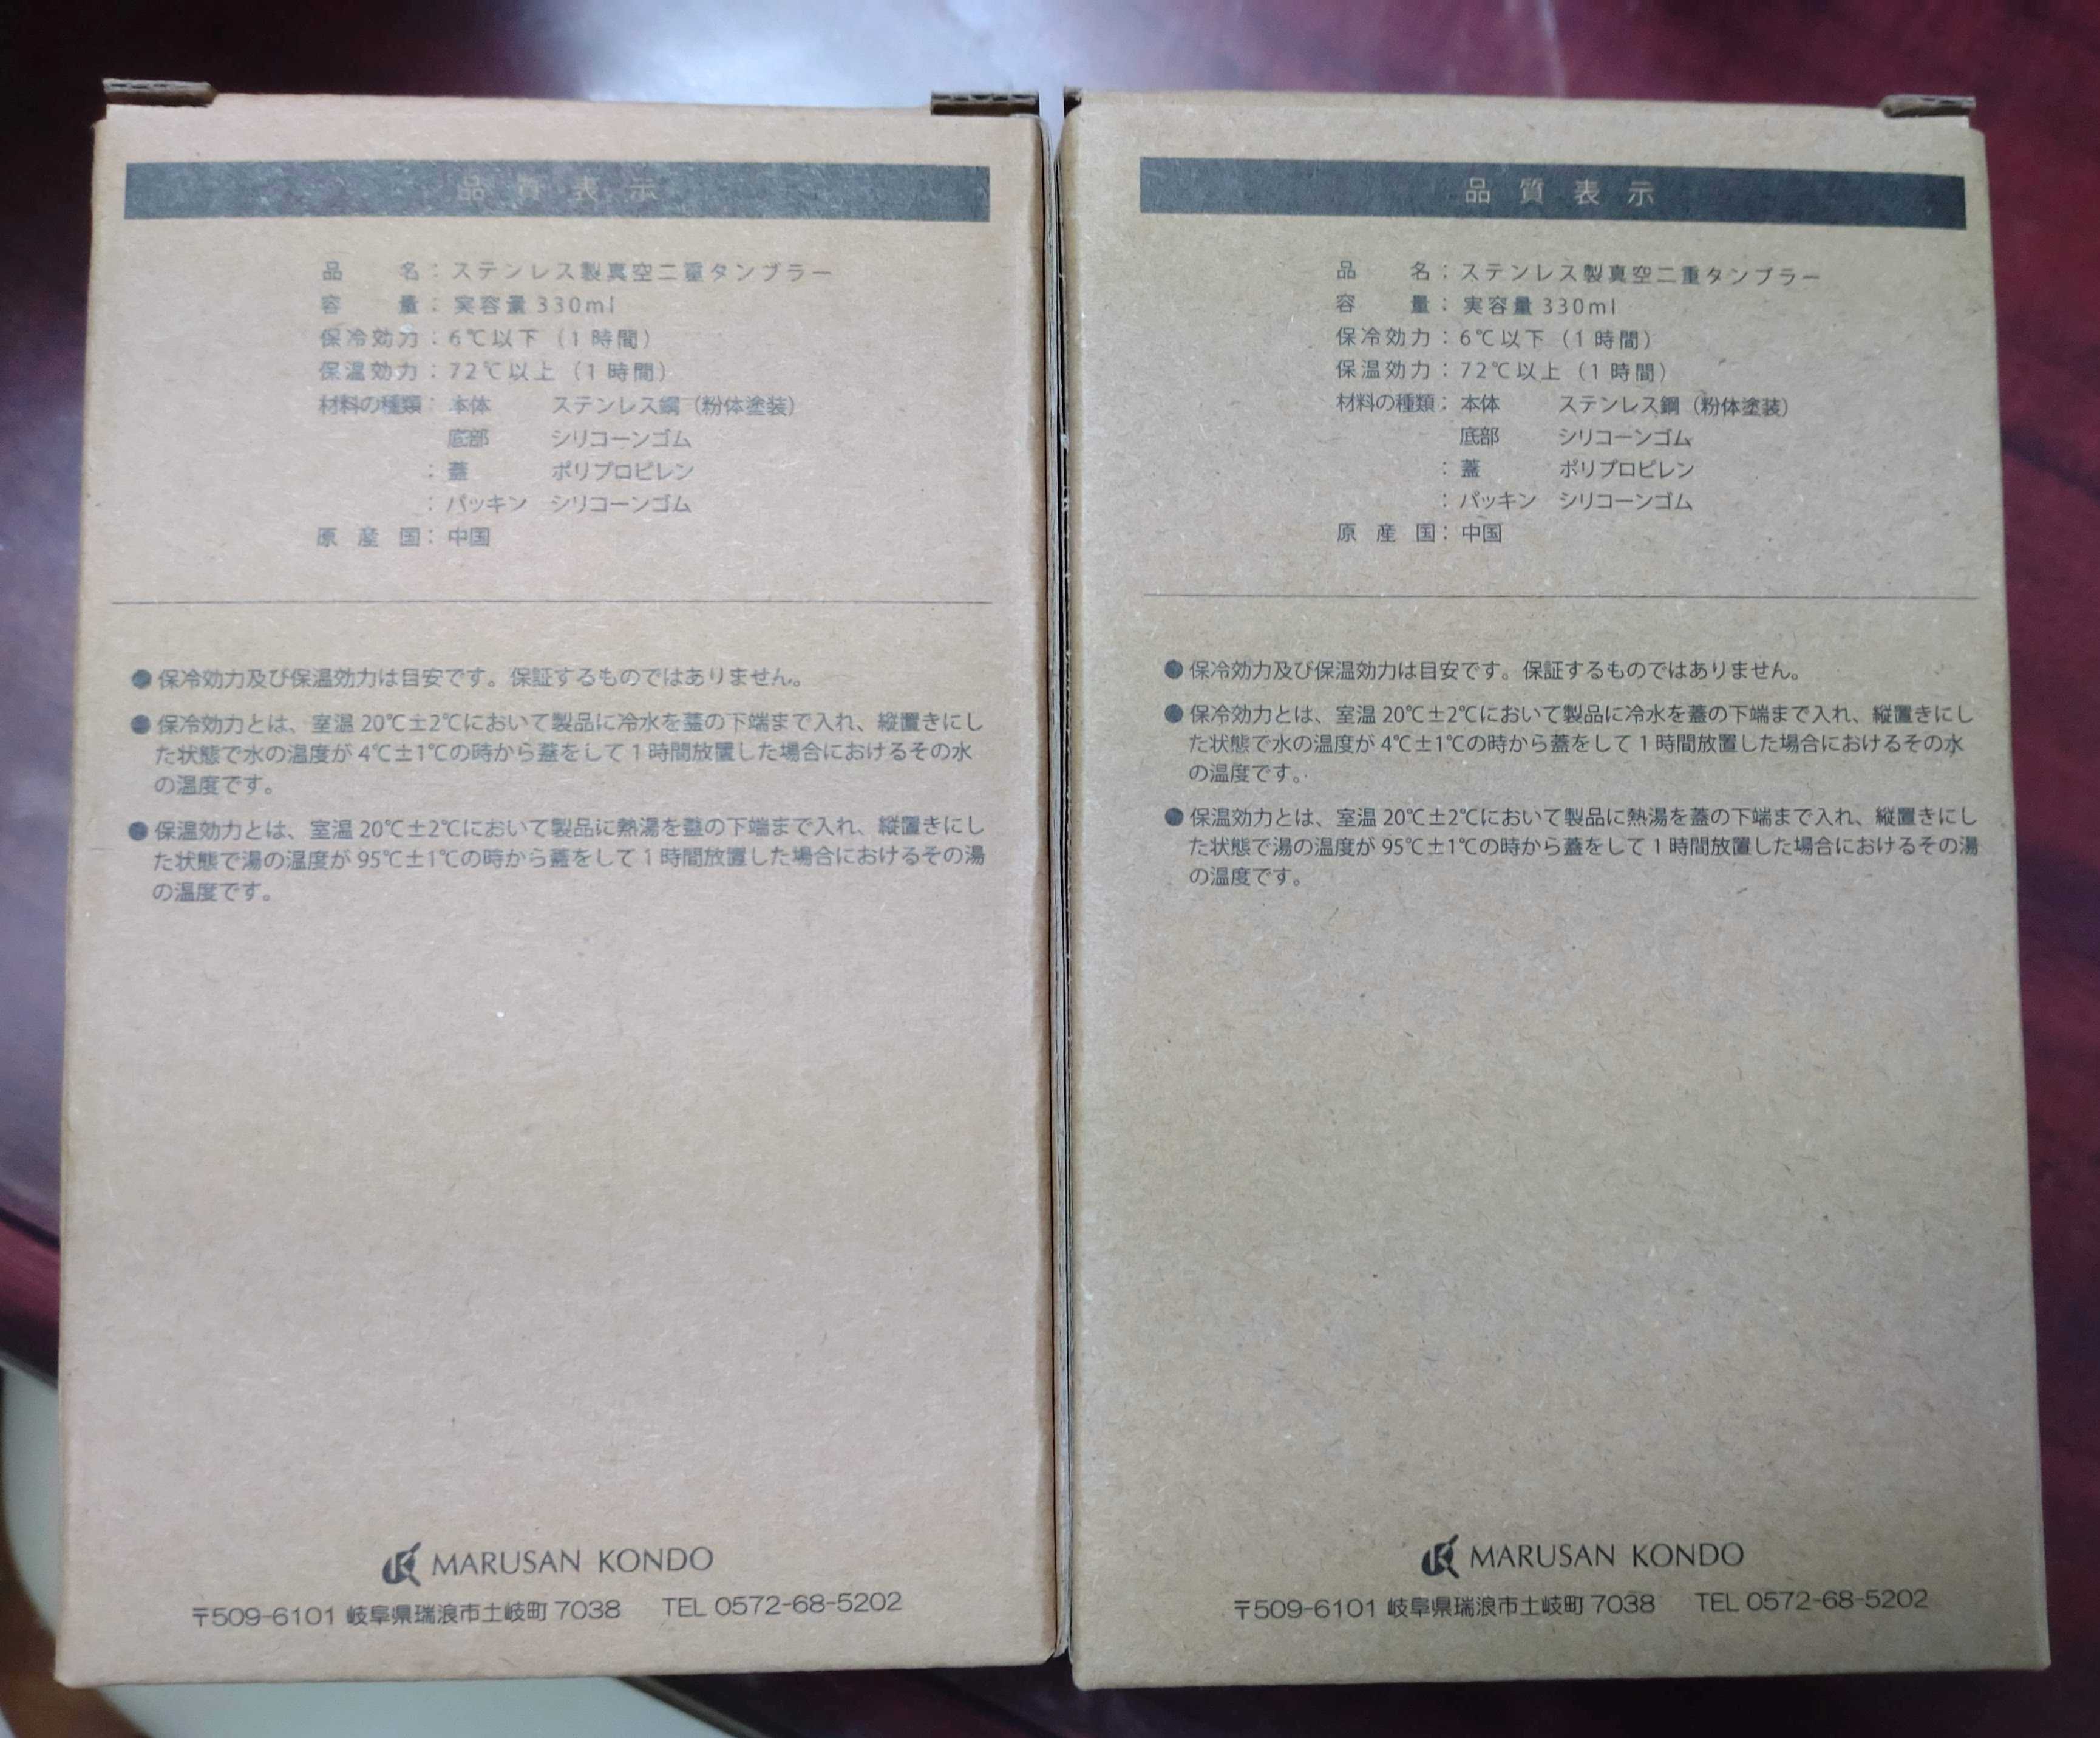 品質表示
品　名：ステンレス製真空二重タンブラー
容　量：実容量 330ml
保冷効力：6℃以下（1時間）
保温効力：72℃以上（1時間）
材料の種類：本体　ステンレス鋼（粉体塗装）
底部　シリコーンゴム
：蓋　ポリプロピレン
：パッキン　シリコーンゴム
原産国：中国
●保冷効力及び保温効力は目安です。保証するものではありません。
●保冷効力とは、室温 20℃±2℃において製品に冷水を蓋の下端まで入れ、縦置きにし
た状態で水の温度が 4℃±1℃の時から蓋をして 1 時間放置した場合におけるその水
の温度です。
●保温効力とは、室温 20℃±2℃において製品に熱湯を蓋の下端まで入れ、縦置きにし
た状態で湯の温度が 95℃±1℃の時から蓋をして 1 時間放置した場合におけるその湯
の温度です。
MARUSAN KONDO
〒509-6101 岐阜県瑞浪市土岐町 7038　TEL 0572-68-5202
品質表示
品　名：ステンレス製真空二重タンブラー
容　量：実容量 330ml
保冷効力：6℃以下（1時間）
保温効力：72℃以上（1時間）
材料の種類：本体　ステンレス鋼（粉体塗装）
底部　シリコーンゴム
：蓋　ポリプロピレン
：パッキン　シリコーンゴム
原産国：中国
●保冷効力及び保温効力は目安です。保証するものではありません。
●保冷効力とは、室温 20℃±2℃において製品に冷水を蓋の下端まで入れ、縦置きにし
た状態で水の温度が 4℃±1℃の時から蓋をして 1 時間放置した場合におけるその水
の温度です。
●保温効力とは、室温 20℃±2℃において製品に熱湯を蓋の下端まで入れ、縦置きにし
た状態で湯の温度が 95℃±1℃の時から蓋をして 1 時間放置した場合におけるその湯
の温度です。
MARUSAN KONDO
〒509-6101 岐阜県瑞浪市土岐町 7038　TEL 0572-68-5202